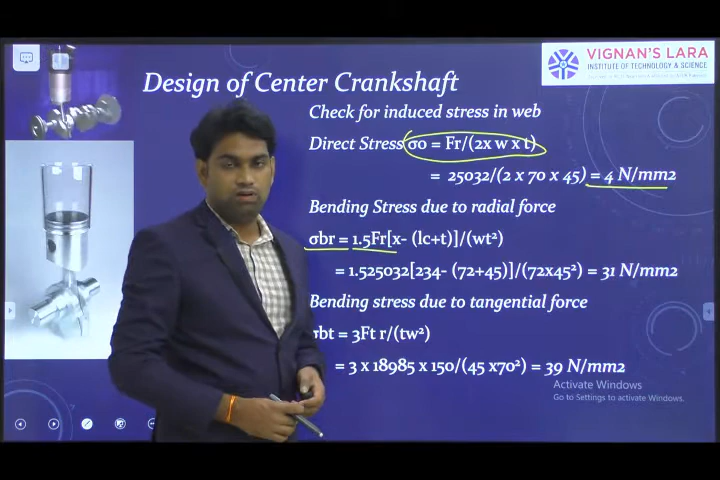 VIGNAN'S LARA
INSTITUTE OF TECHNOLOGY & SCIENCE
Design of Center Crankshaft
Check for induced stress in web
Direct Stress σo = Fr/(2x w x t)
= 25032/(2 x 70 x 45) = 4 N/mm2
Bending Stress due to radial force
σbr = 1.5Fr[x- (lc+t)]/(wt²)
= 1.525032[234- (72+45)]/(72x45²) = 31 N/mm2
Bending stress due to tangential force
σbt = 3Ft r/(tw²)
= 3 x 18985 x 150/(45 x70²) = 39 N/mm2
Activate Windows
Go to Settings to activate Windows.